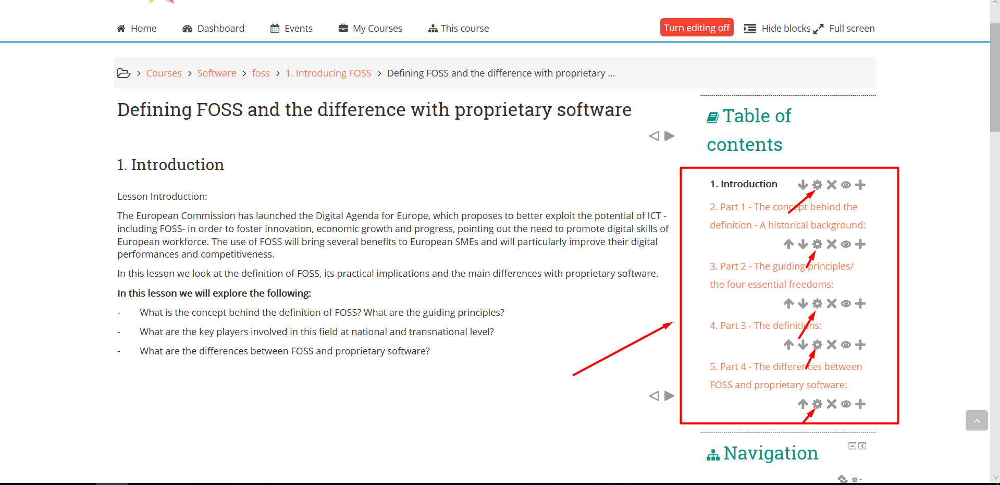 Home Dashboard Events My Courses This course Turn editing off Hide blocks Full screen
Courses Software foss 1. Introducing FOSS Defining FOSS and the difference with proprietary ...
Defining FOSS and the difference with proprietary software
1. Introduction
Lesson Introduction:
The European Commission has launched the Digital Agenda for Europe, which proposes to better exploit the potential of ICT -
including FOSS- in order to foster innovation, economic growth and progress, pointing out the need to promote digital skills of
European workforce. The use of FOSS will bring several benefits to European SMEs and will particularly improve their digital
performances and competitiveness.
In this lesson we look at the definition of FOSS, its practical implications and the main differences with proprietary software.
In this lesson we will explore the following:
- What is the concept behind the definition of FOSS? What are the guiding principles?
- What are the key players involved in this field at national and transnational level?
- What are the differences between FOSS and proprietary software?
Table of
contents
1. Introduction
2. Part 1 - The concept behind the
definition - A historical background:
3. Part 2 - The guiding principles/
the four essential freedoms:
4. Part 3 - The definitions:
5. Part 4 - The differences between
FOSS and proprietary software:
Navigation